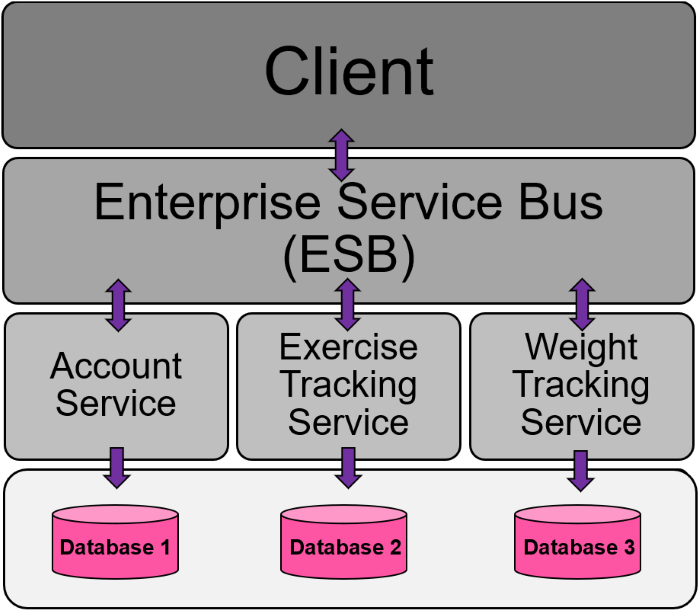 Client
Enterprise Service Bus
(ESB)
Account
Service
Exercise
Tracking
Service
Weight
Tracking
Service
Database 1
Database 2
Database 3